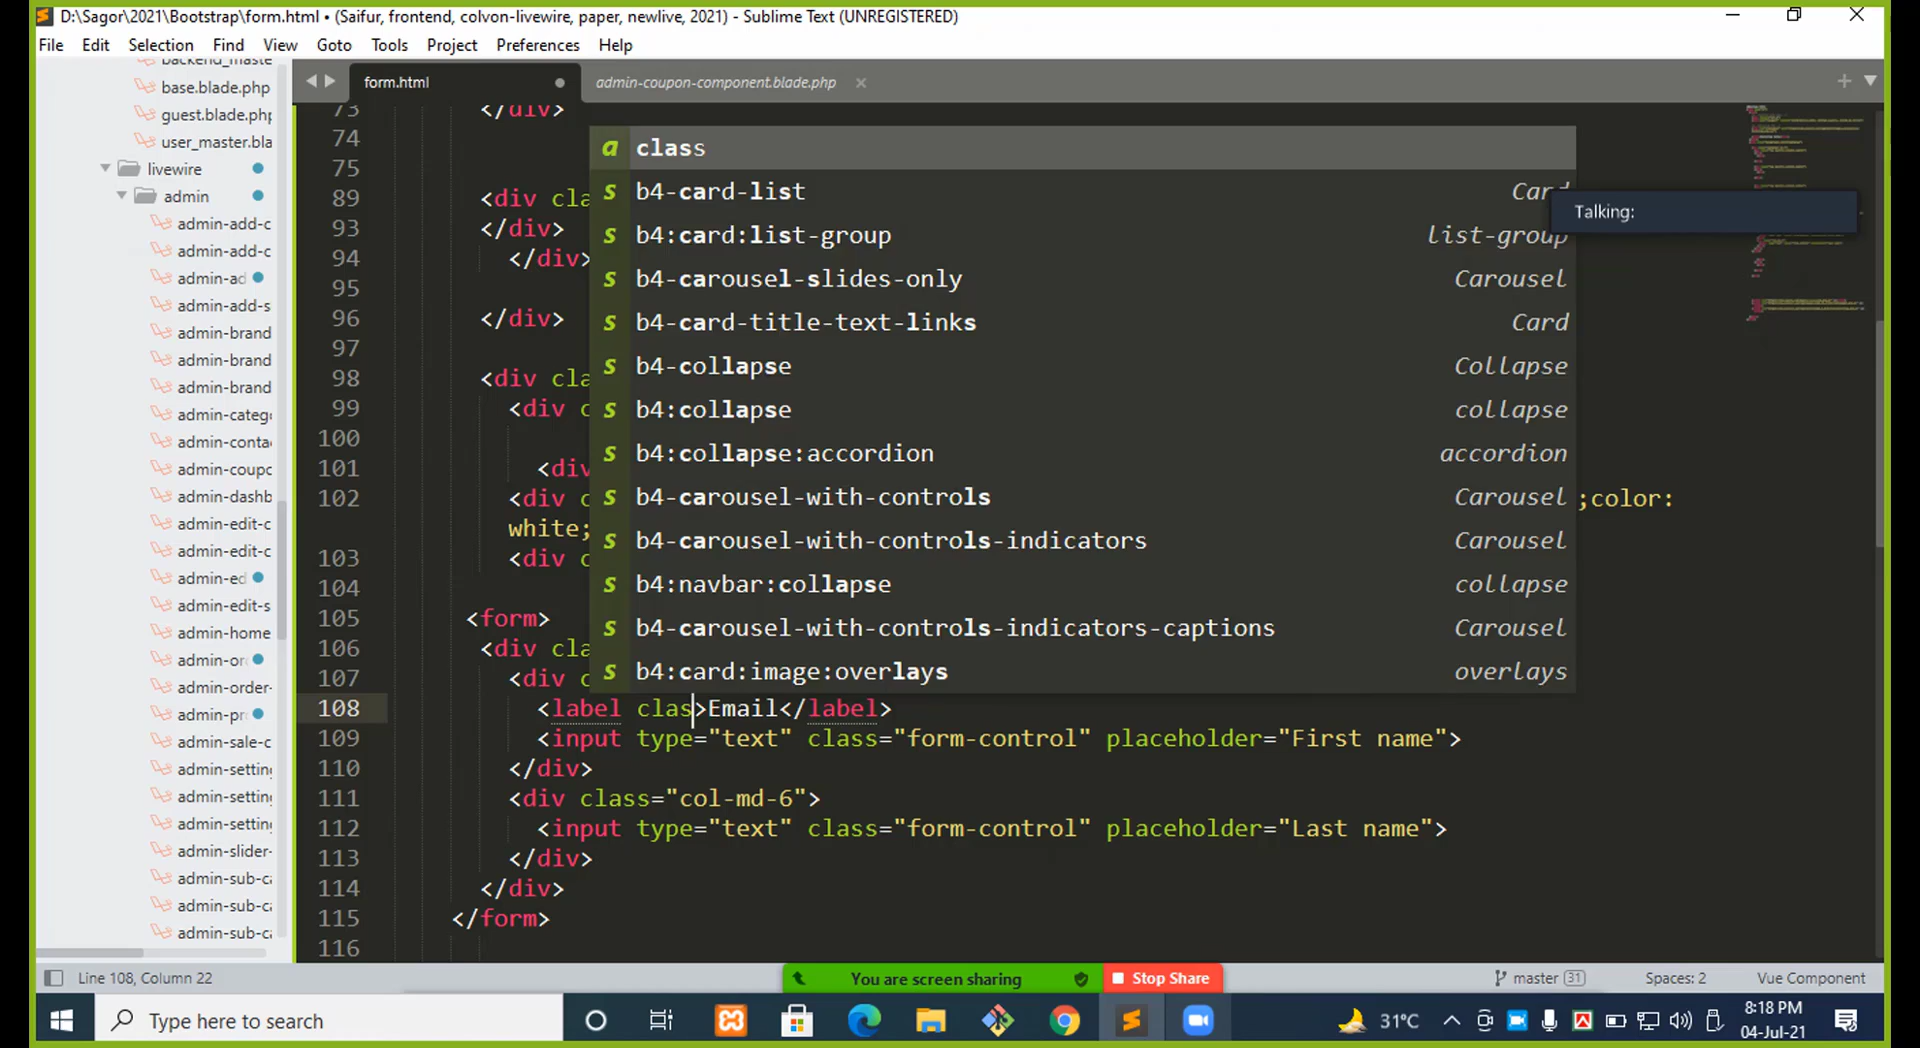 D:\Sagor\2021\Bootstrap\form.html • (Saifur, frontend, colvon-livewire, paper, newlive, 2021) - Sublime Text (UNREGISTERED)
File Edit Selection Find View Goto Tools Project Preferences Help
form.html
admin-coupon-component.blade.php
backend_maste
base.blade.php
guest.blade.php
user_master.bla
livewire
admin
admin-add-c
admin-add-c
admin-ad
admin-add-s
admin-brand
admin-brand
admin-brand
admin-catego
admin-conta
admin-coupo
admin-dashb
admin-edit-c
admin-edit-c
admin-ed
admin-edit-s
admin-home
admin-or
admin-order-
admin-pr
admin-sale-c
admin-setting
admin-setting
admin-setting
admin-slider-
admin-sub-ca
admin-sub-ca
admin-sub-ca
73 </div>
74
75
89 <div cla
93 </div>
94 </div>
95
96 </div>
97
98 <div cla
99 <div c
100
101 <div
102 <div c ;color:
white;
103 <div c
104
105 <form>
106 <div cla
107 <div c
108 <label clas>Email</label>
109 <input type="text" class="form-control" placeholder="First name">
110 </div>
111 <div class="col-md-6">
112 <input type="text" class="form-control" placeholder="Last name">
113 </div>
114 </div>
115 </form>
116
a class
s b4-card-list Card
s b4:card:list-group list-group
s b4-carousel-slides-only Carousel
s b4-card-title-text-links Card
s b4-collapse Collapse
s b4:collapse collapse
s b4:collapse:accordion accordion
s b4-carousel-with-controls Carousel
s b4-carousel-with-controls-indicators Carousel
s b4:navbar:collapse collapse
s b4-carousel-with-controls-indicators-captions Carousel
s b4:card:image:overlays overlays
Talking:
Line 108, Column 22
You are screen sharing
Stop Share
master 31
Spaces: 2
Vue Component
Type here to search
31°C
8:18 PM
04-Jul-21